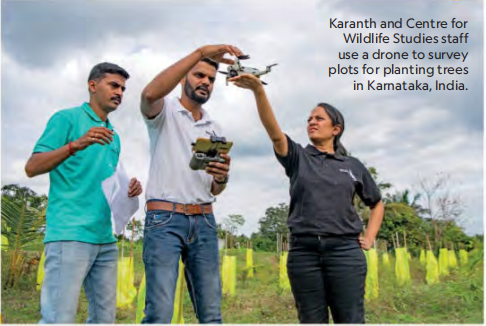 Karanth and Centre for
Wildlife Studies staff
use a drone to survey
plots for planting trees
in Karnataka, India.